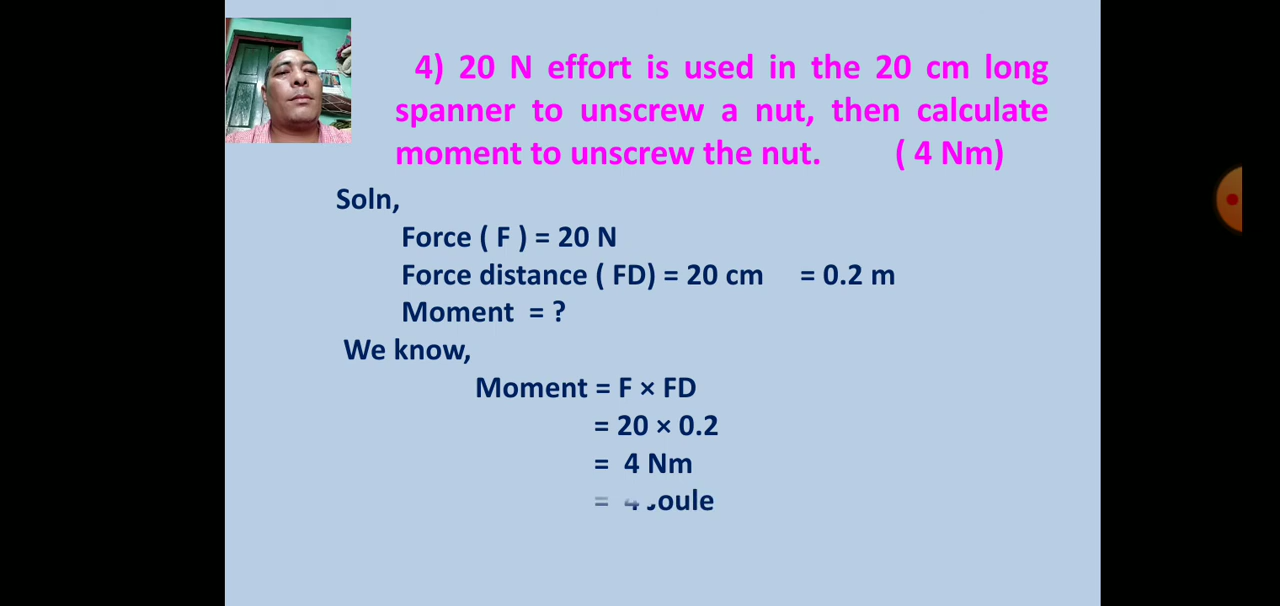 4) 20 N effort is used in the 20 cm long
spanner to unscrew a nut, then calculate
moment to unscrew the nut. ( 4 Nm)
Soln,
Force ( F ) = 20 N
Force distance ( FD) = 20 cm = 0.2 m
Moment = ?
We know,
Moment = F × FD
= 20 × 0.2
= 4 Nm
= 4 Joule